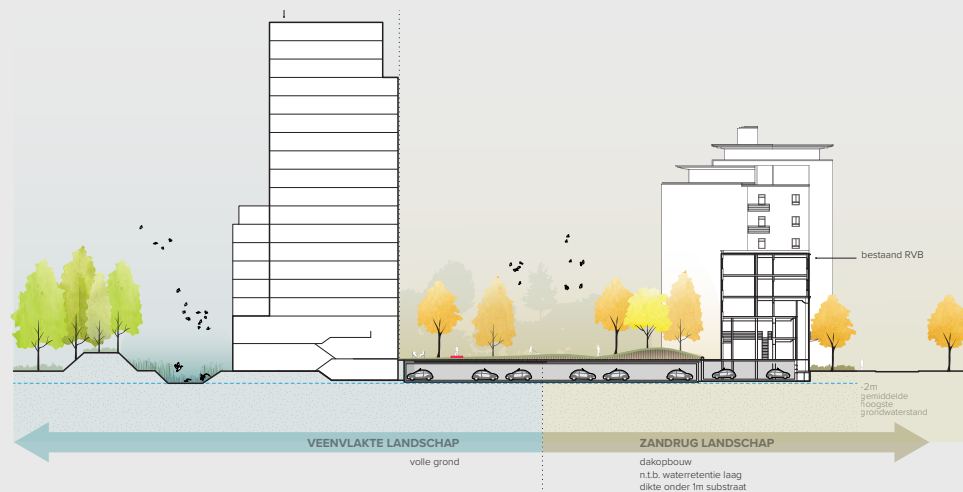 bestaand RVB
-2m
gemiddelde
hoogste
grondwaterstand
VEENVLAKTE LANDSCHAP
ZANDRUG LANDSCHAP
volle grond
dakopbouw
n.t.b. waterretentie laag
dikte onder 1m substraat